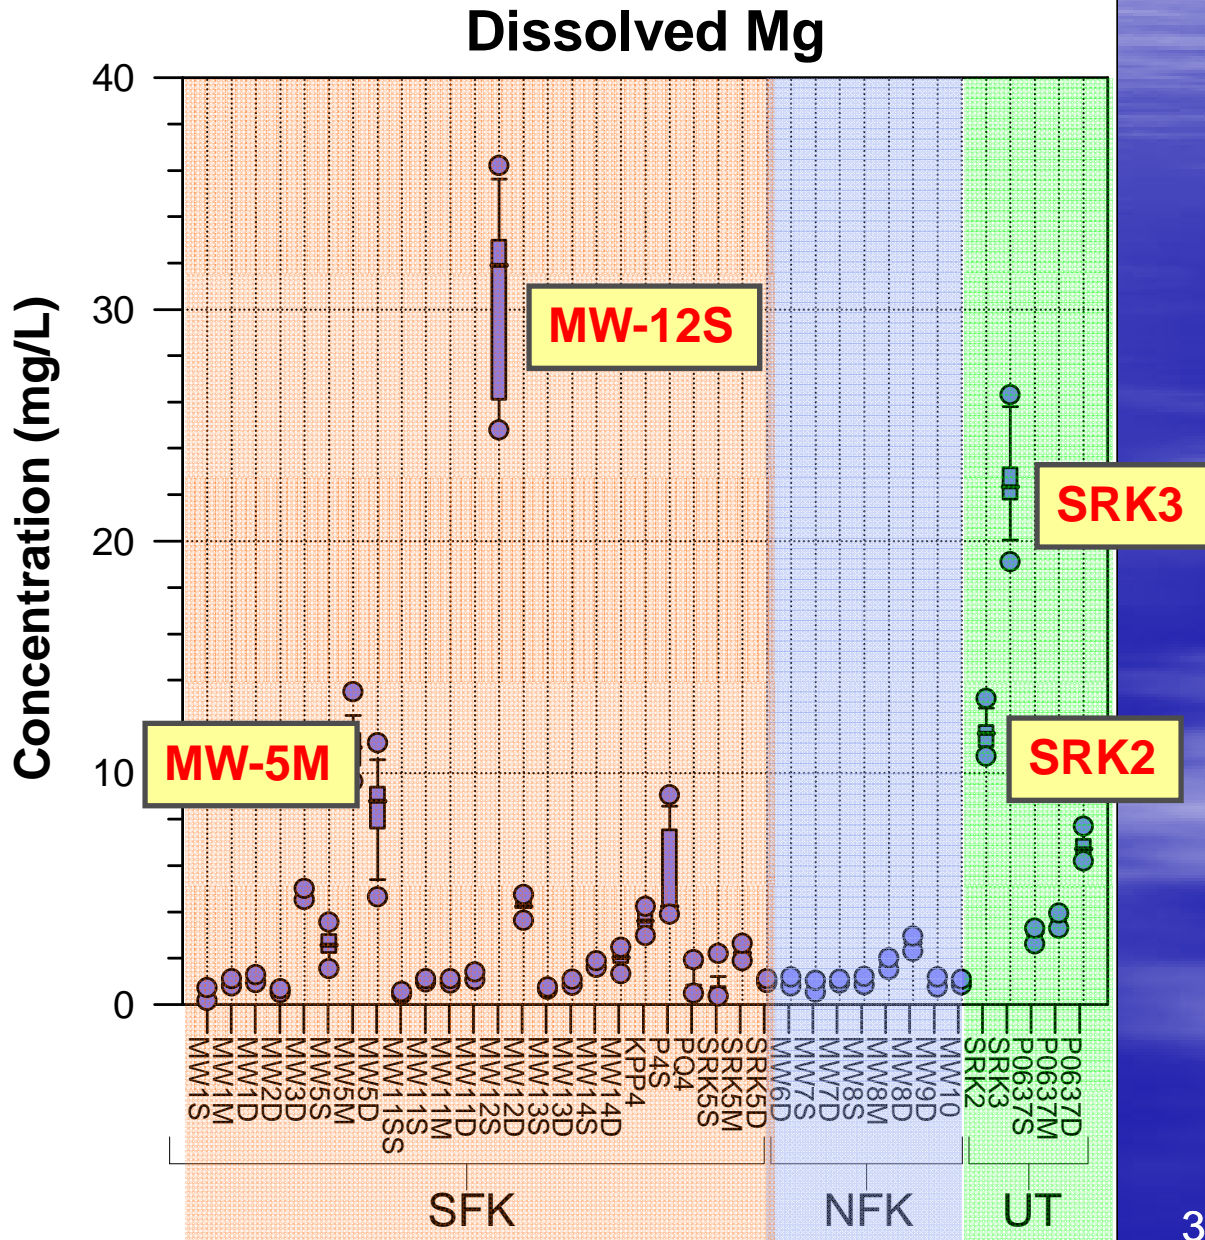 Dissolved Mg
Concentration (mg/L)
40
30
20
10
0
MW-12S
SRK3
MW-5M
SRK2
MW1S
MW1M
MW1D
MW2D
MW3D
MW5S
MW5M
MW5D
MW11SS
MW11S
MW11M
MW11D
MW12S
MW12D
MW13S
MW13D
MW14S
MW14D
KPP4
P4S
PQ4
SRK5S
SRK5M
SRK5D
MW6D
MW7S
MW7D
MW8S
MW8M
MW8D
MW9D
MW10
SRK2
SRK3
P0637S
P0637M
P0637D
SFK
NFK
UT
3